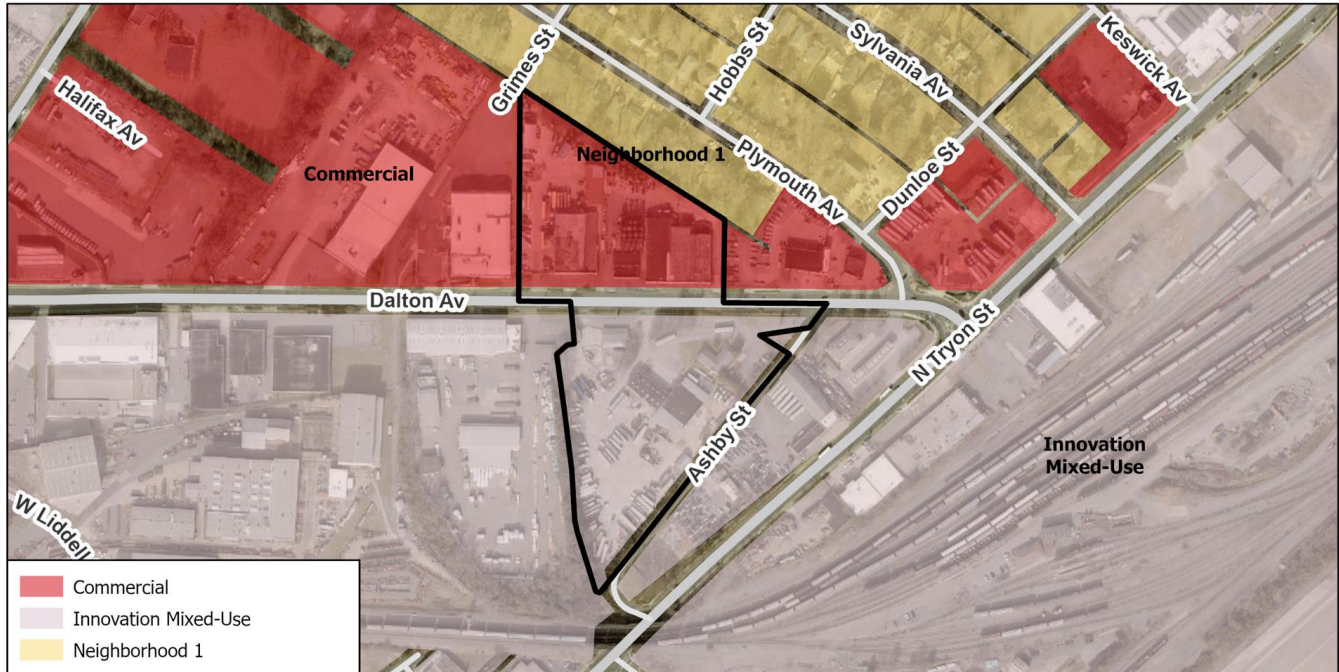 Keswick Av
Sylvania Av
Hobbs St
Grimes St
Halifax Av
Neighborhood 1
Plymouth Av
Dunloe St
Commercial
Dalton Av
N Tryon St
Ashby St
Innovation
Mixed-Use
W Liddell
Commercial
Innovation Mixed-Use
Neighborhood 1